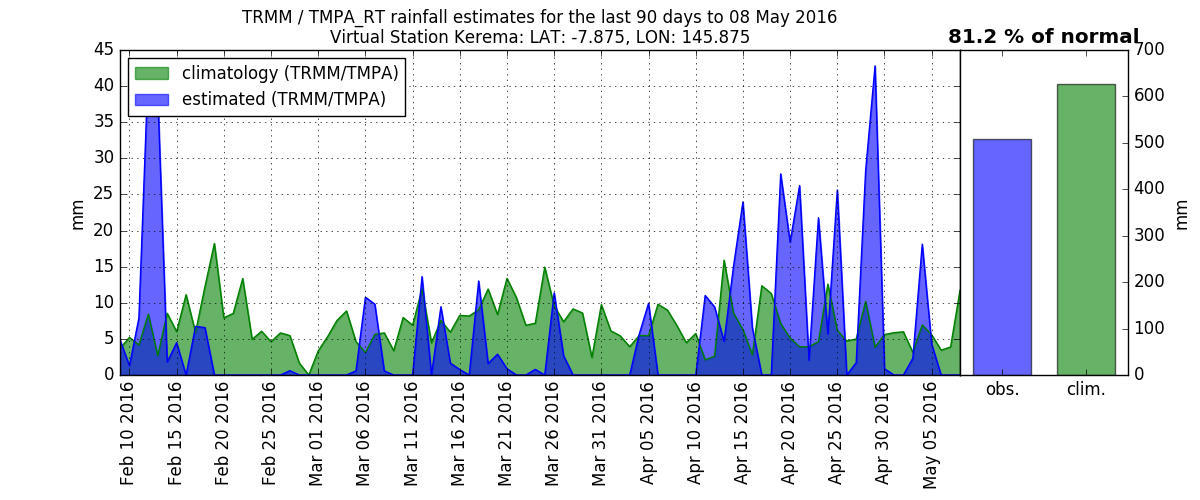 TRMM / TMPA_RT rainfall estimates for the last 90 days to 08 May 2016
Virtual Station Kerema: LAT: -7.875, LON: 145.875
81.2 % of normal
climatology (TRMM/TMPA)
estimated (TRMM/TMPA)
mm
45
40
35
30
25
20
15
10
5
0
Feb 10 2016
Feb 15 2016
Feb 20 2016
Feb 25 2016
Mar 01 2016
Mar 06 2016
Mar 11 2016
Mar 16 2016
Mar 21 2016
Mar 26 2016
Mar 31 2016
Apr 05 2016
Apr 10 2016
Apr 15 2016
Apr 20 2016
Apr 25 2016
Apr 30 2016
May 05 2016
obs.
clim.
700
600
500
400
300
200
100
0
mm